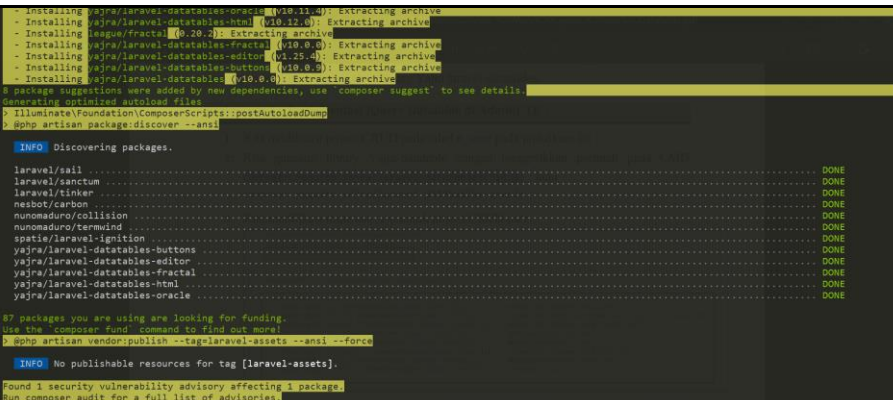 - Installing yajra/laravel-datatables-oracle (v10.11.4): Extracting archive
- Installing yajra/laravel-datatables-html (v10.12.0): Extracting archive
- Installing league/fractal (0.20.2): Extracting archive
- Installing yajra/laravel-datatables-fractal (v10.0.0): Extracting archive
- Installing yajra/laravel-datatables-editor (v1.25.4): Extracting archive
- Installing yajra/laravel-datatables-buttons (v10.0.9): Extracting archive
- Installing yajra/laravel-datatables (v10.0.0): Extracting archive
8 package suggestions were added by new dependencies, use `composer suggest` to see details.
Generating optimized autoload files
> Illuminate\Foundation\ComposerScripts::postAutoloadDump
> @php artisan package:discover --ansi
INFO Discovering packages.
laravel/sail DONE
laravel/sanctum DONE
laravel/tinker DONE
nesbot/carbon DONE
nunomaduro/collision DONE
nunomaduro/termwind DONE
spatie/laravel-ignition DONE
yajra/laravel-datatables-buttons DONE
yajra/laravel-datatables-editor DONE
yajra/laravel-datatables-fractal DONE
yajra/laravel-datatables-html DONE
yajra/laravel-datatables-oracle DONE
87 packages you are using are looking for funding.
Use the `composer fund` command to find out more!
> @php artisan vendor:publish --tag=laravel-assets --ansi --force
INFO No publishable resources for tag [laravel-assets].
Found 1 security vulnerability advisory affecting 1 package.
Run composer audit for a full list of advisories.